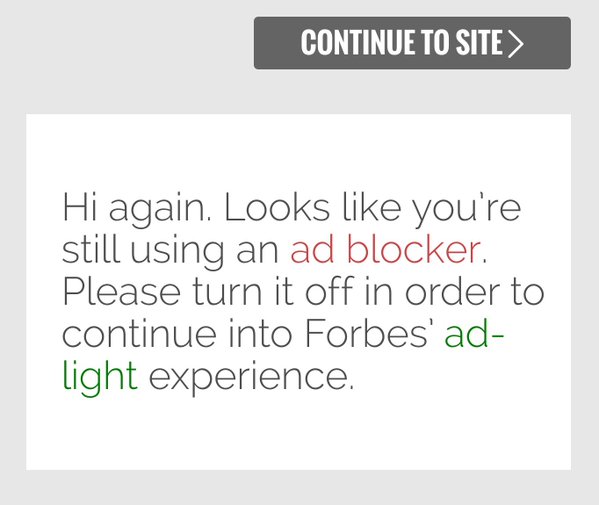 CONTINUE TO SITE
Hi again. Looks like you’re
still using an ad blocker.
Please turn it off in order to
continue into Forbes’ ad-
light experience.